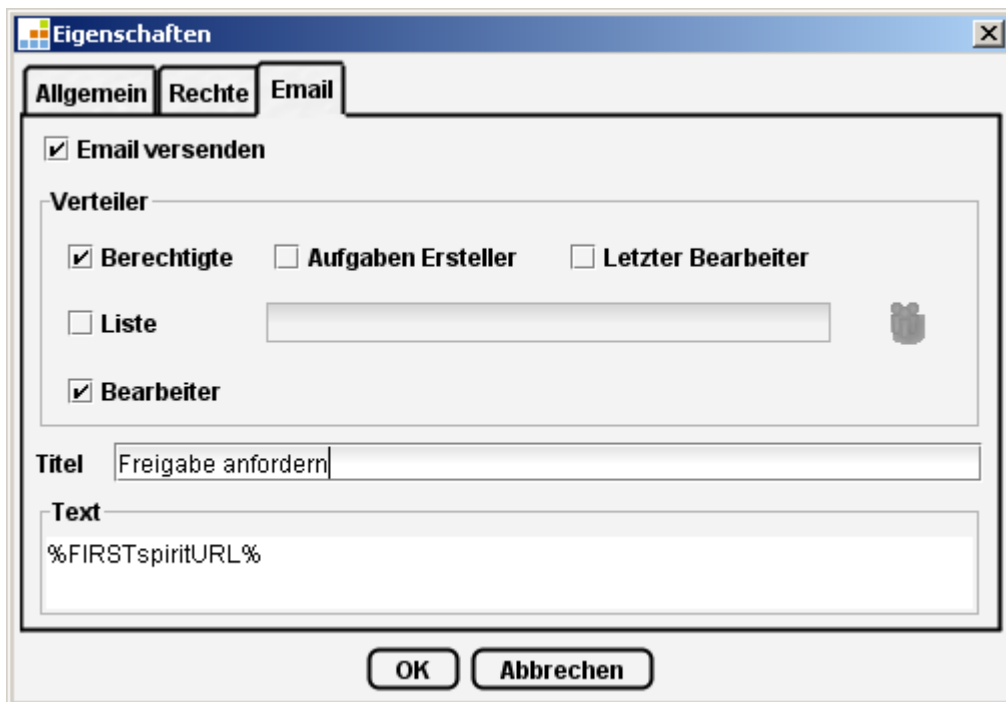 Eigenschaften
Allgemein Rechte Email
Email versenden
Verteiler
Berechtigte Aufgaben Ersteller Letzter Bearbeiter
Liste
Bearbeiter
Titel Freigabe anfordern
Text
%FIRSTspiritURL%
OK Abbrechen